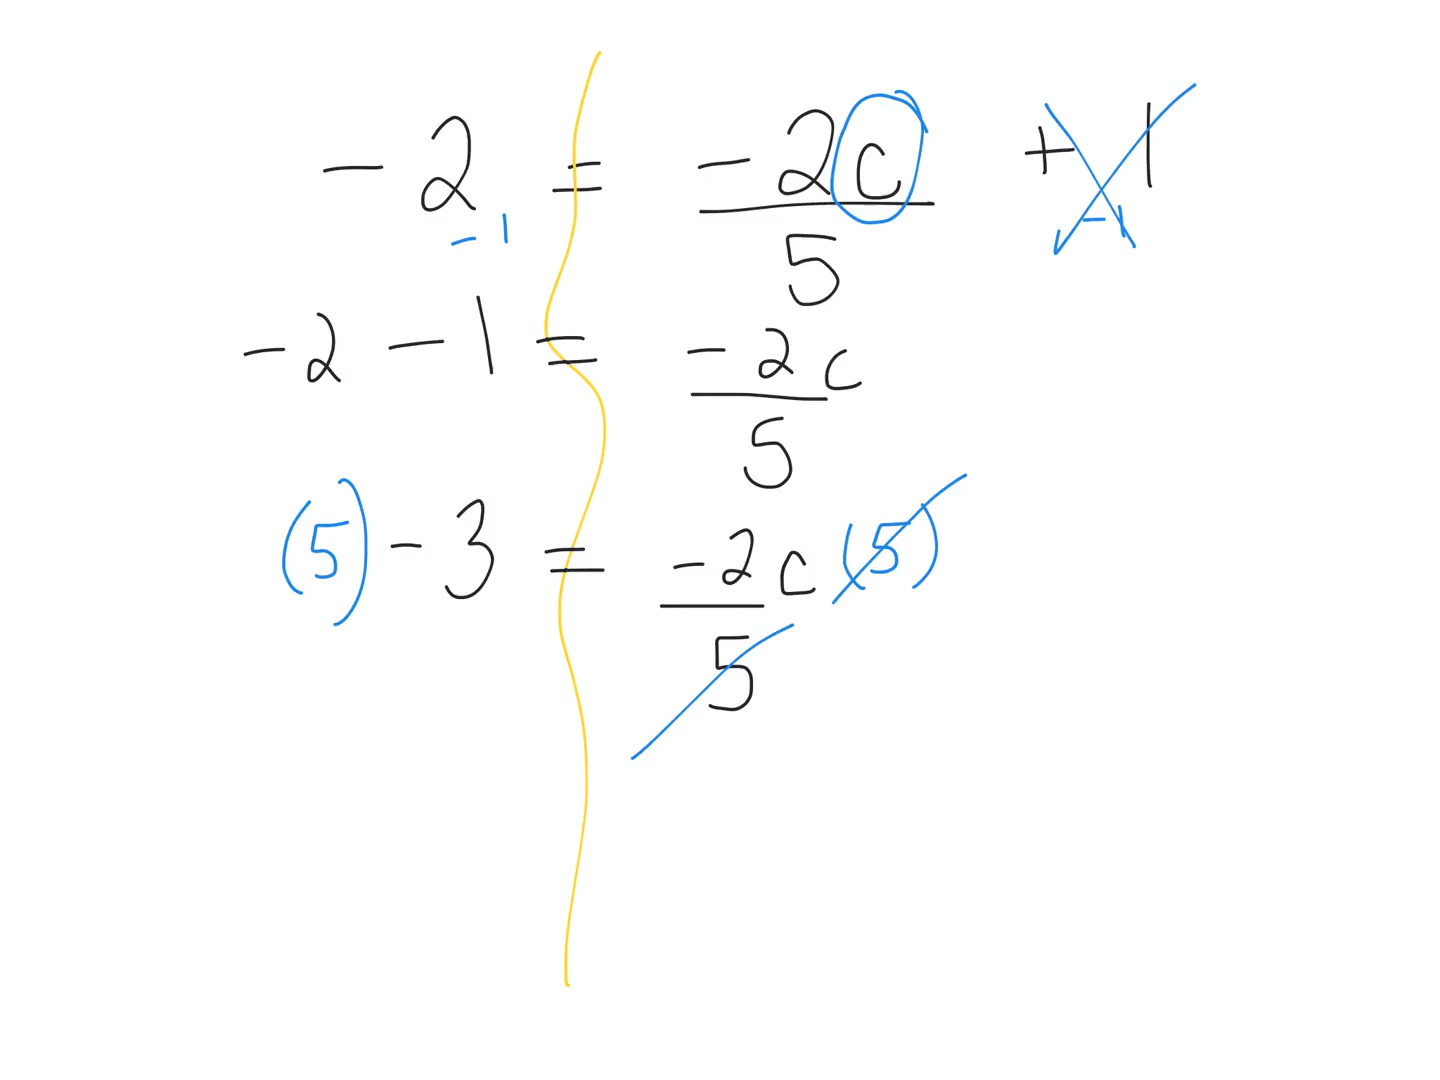 -2 = -2c/5 + 1
-1 -1
-2 - 1 = -2c/5
(5) -3 = -2c/5 (5)